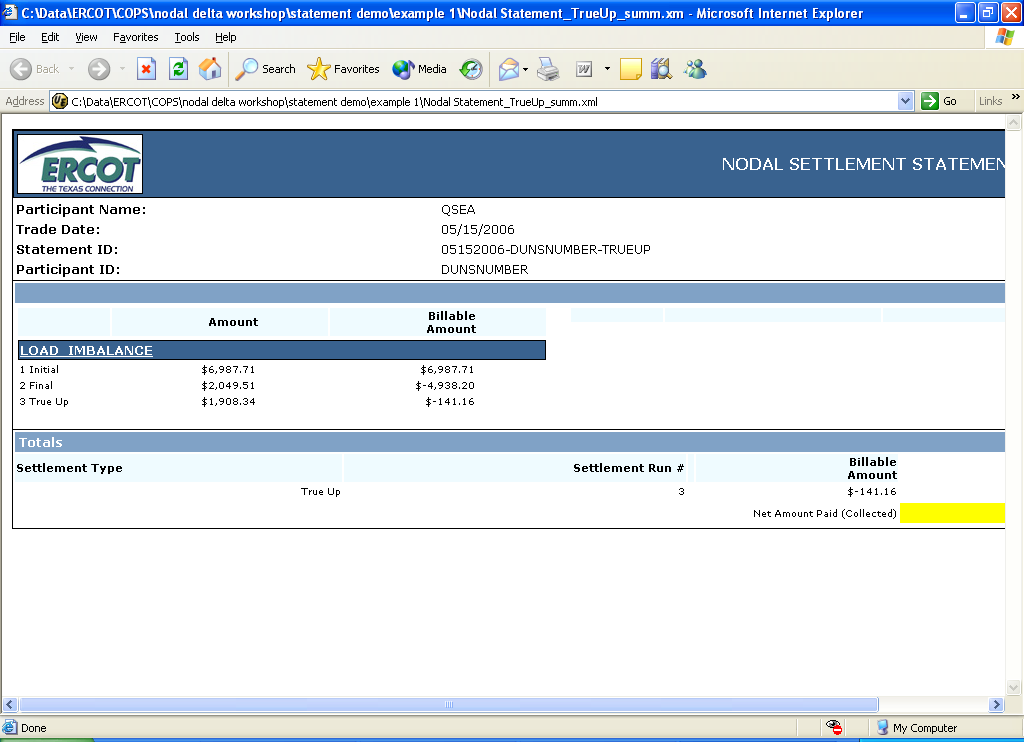 C:\Data\ERCOT\COPS\nodal delta workshop\statement demo\example 1\Nodal Statement_TrueUp_summ.xm - Microsoft Internet Explorer
File Edit View Favorites Tools Help
Back Search Favorites Media
Address C:\Data\ERCOT\COPS\nodal delta workshop\statement demo\example 1\Nodal Statement_TrueUp_summ.xml Go Links »
ERCOT
THE TEXAS CONNECTION
NODAL SETTLEMENT STATEMEN
Participant Name: QSEA
Trade Date: 05/15/2006
Statement ID: 05152006-DUNSNUMBER-TRUEUP
Participant ID: DUNSNUMBER
Amount Billable Amount
LOAD_IMBALANCE
1 Initial $6,987.71 $6,987.71
2 Final $2,049.51 $-4,938.20
3 True Up $1,908.34 $-141.16
Totals
Settlement Type Settlement Run # Billable Amount
True Up 3 $-141.16
Net Amount Paid (Collected)
Done My Computer